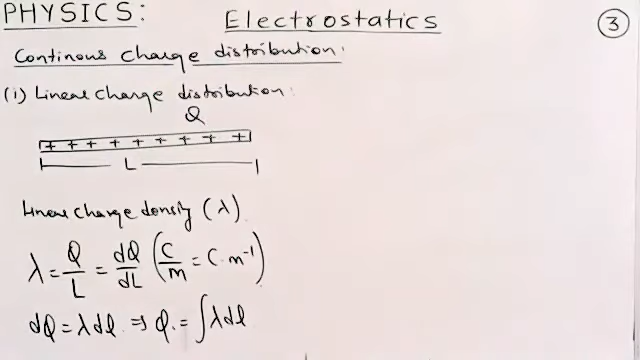 PHYSICS: Electrostatics 3
Continous charge distribution:
(1) Linear charge distribution:
Q
+ + + + + + + + +
L
Linear charge density (λ)
λ = Q/L = dQ/dL (C/m = C·m⁻¹)
dQ = λdl ⇒ Q = ∫λdl